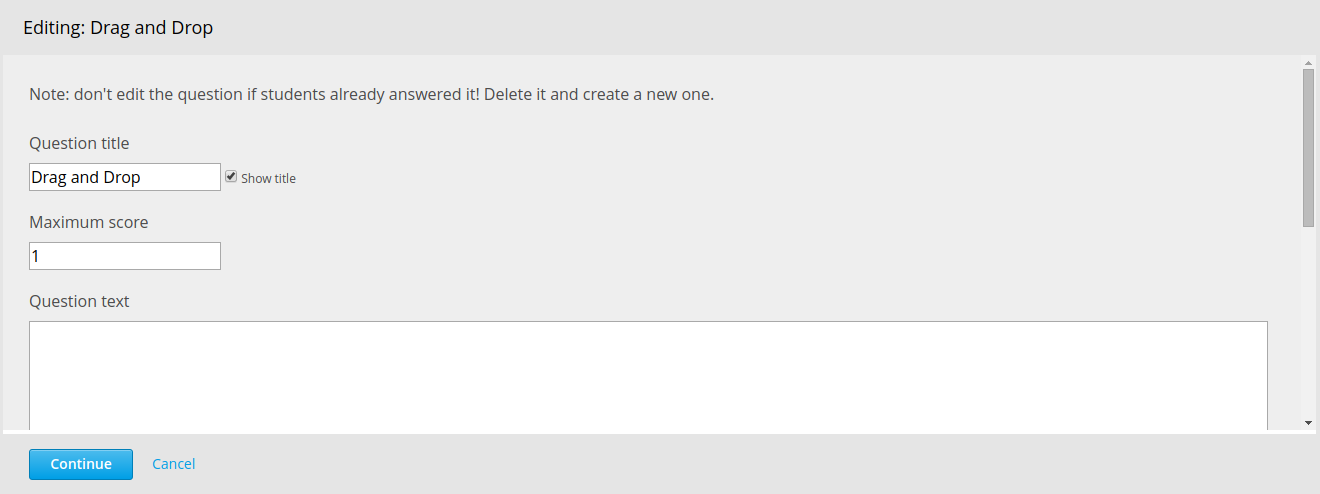 Editing: Drag and Drop
Note: don't edit the question if students already answered it! Delete it and create a new one.
Question title
Drag and Drop Show title
Maximum score
1
Question text
Continue Cancel